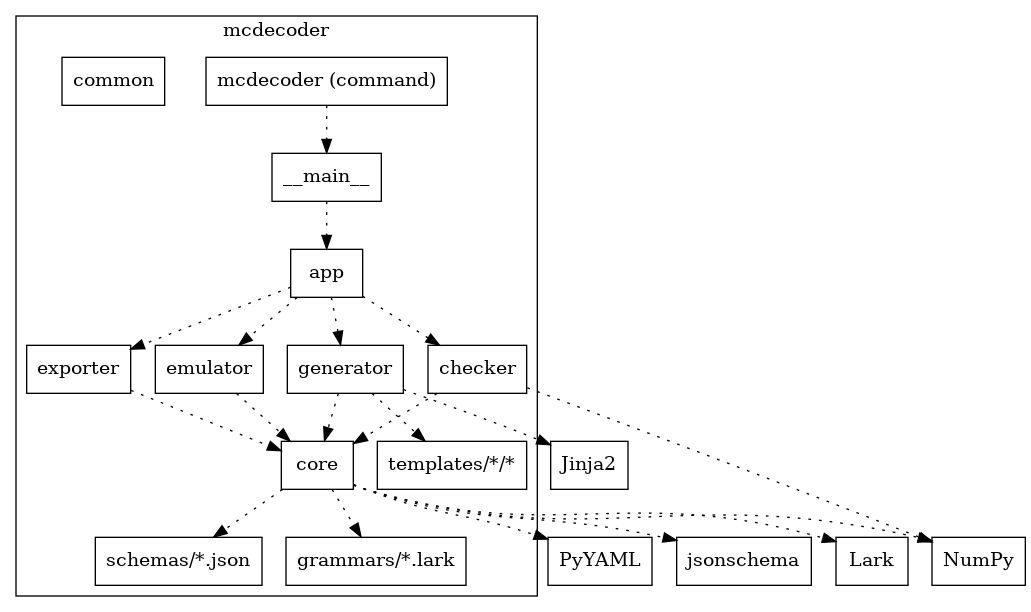 mcdecoder
common
mcdecoder (command)
__main__
app
exporter
emulator
generator
checker
core
templates/*/*
Jinja2
schemas/*.json
grammars/*.lark
PyYAML
jsonschema
Lark
NumPy